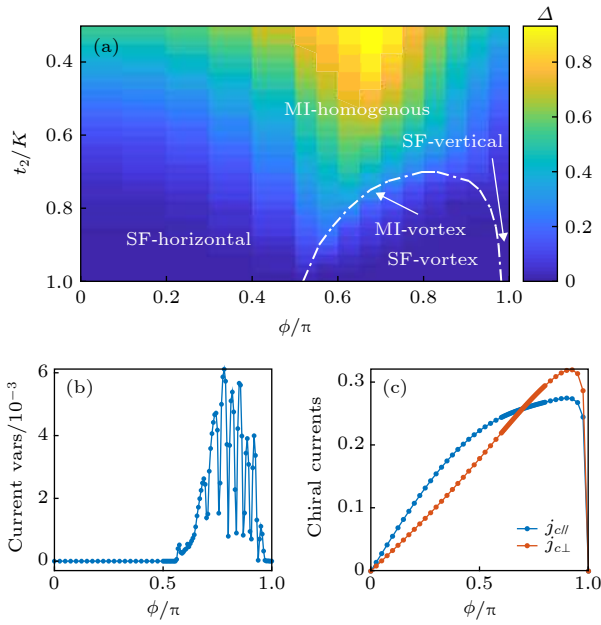 (a)
Δ
0.4
0.6
0.8
1.0
t₂/K
MI-homogenous
SF-vertical
SF-horizontal
MI-vortex
SF-vortex
0 0.2 0.4 0.6 0.8 1.0
ϕ/π
0.8
0.6
0.4
0.2
0
(b)
6
4
2
0
Current vars/10⁻³
0 0.5 1.0
ϕ/π
(c)
0.3
0.2
0.1
0
Chiral currents
j_c//
j_c⊥
0 0.5 1.0
ϕ/π